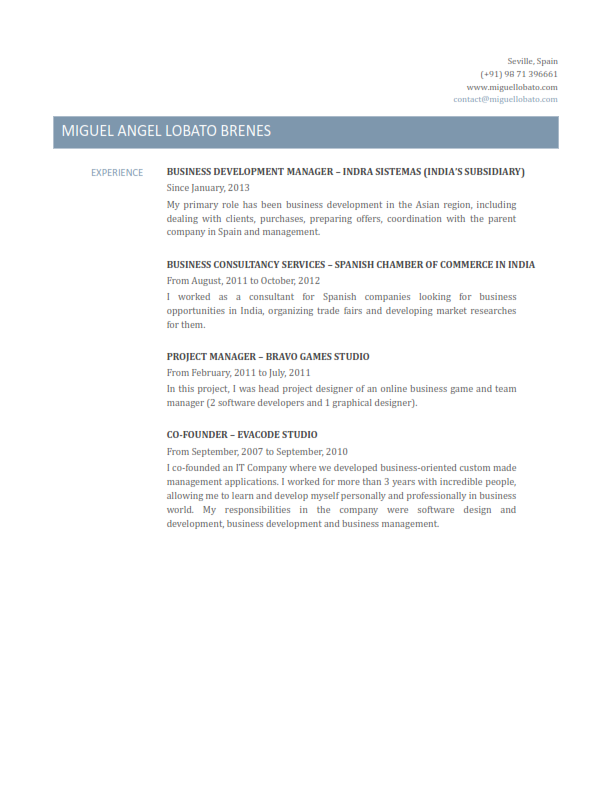 Seville, Spain
(+91) 98 71 396661
www.miguellobato.com
contact@miguellobato.com
MIGUEL ANGEL LOBATO BRENES
EXPERIENCE
BUSINESS DEVELOPMENT MANAGER – INDRA SISTEMAS (INDIA'S SUBSIDIARY)
Since January, 2013
My primary role has been business development in the Asian region, including
dealing with clients, purchases, preparing offers, coordination with the parent
company in Spain and management.
BUSINESS CONSULTANCY SERVICES – SPANISH CHAMBER OF COMMERCE IN INDIA
From August, 2011 to October, 2012
I worked as a consultant for Spanish companies looking for business
opportunities in India, organizing trade fairs and developing market researches
for them.
PROJECT MANAGER – BRAVO GAMES STUDIO
From February, 2011 to July, 2011
In this project, I was head project designer of an online business game and team
manager (2 software developers and 1 graphical designer).
CO-FOUNDER – EVACODE STUDIO
From September, 2007 to September, 2010
I co-founded an IT Company where we developed business-oriented custom made
management applications. I worked for more than 3 years with incredible people,
allowing me to learn and develop myself personally and professionally in business
world. My responsibilities in the company were software design and
development, business development and business management.